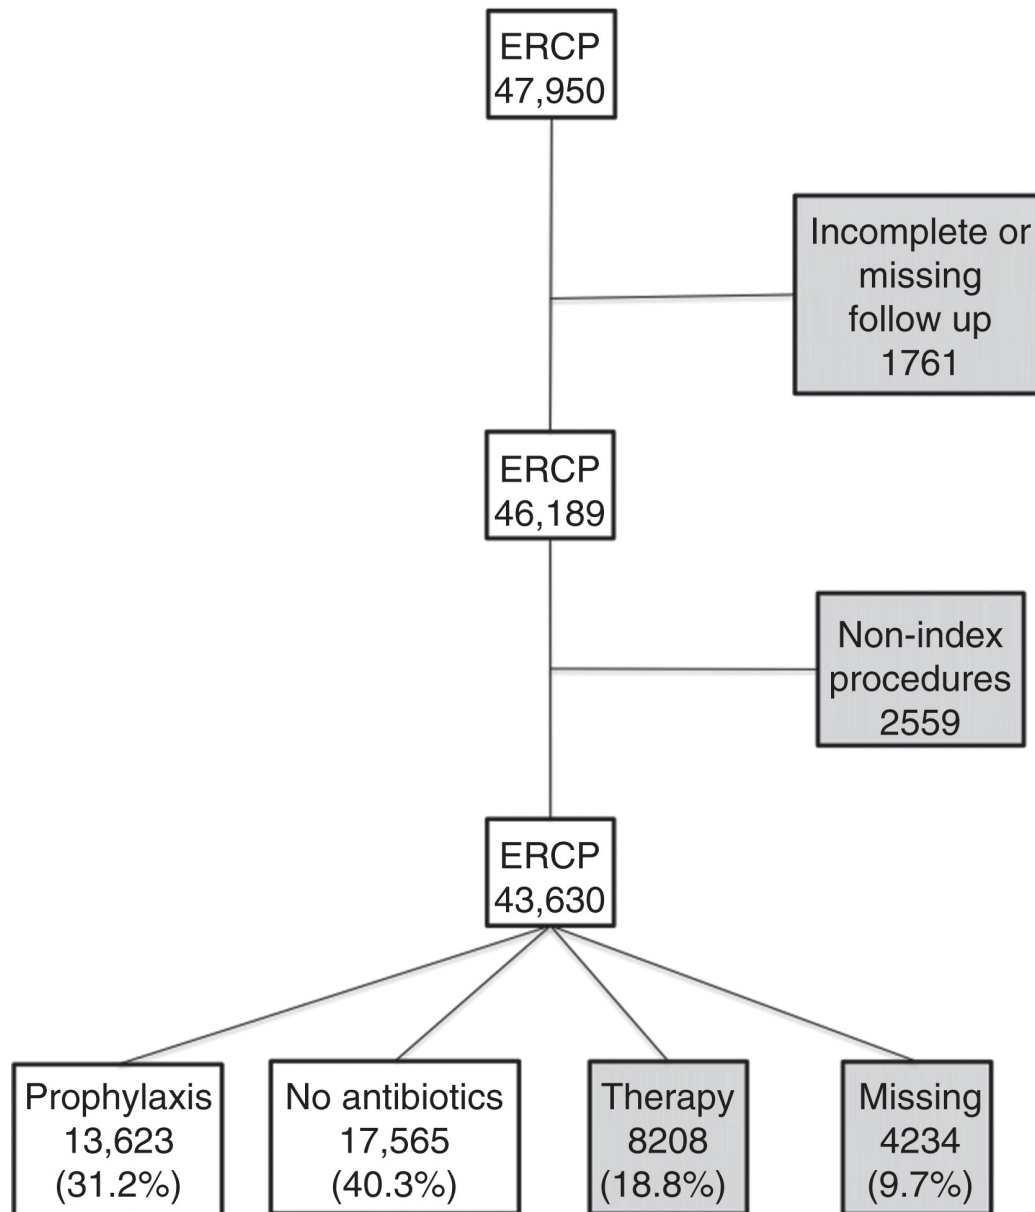 ERCP
47,950
Incomplete or
missing
follow up
1761
ERCP
46,189
Non-index
procedures
2559
ERCP
43,630
Prophylaxis
13,623
(31.2%)
No antibiotics
17,565
(40.3%)
Therapy
8208
(18.8%)
Missing
4234
(9.7%)